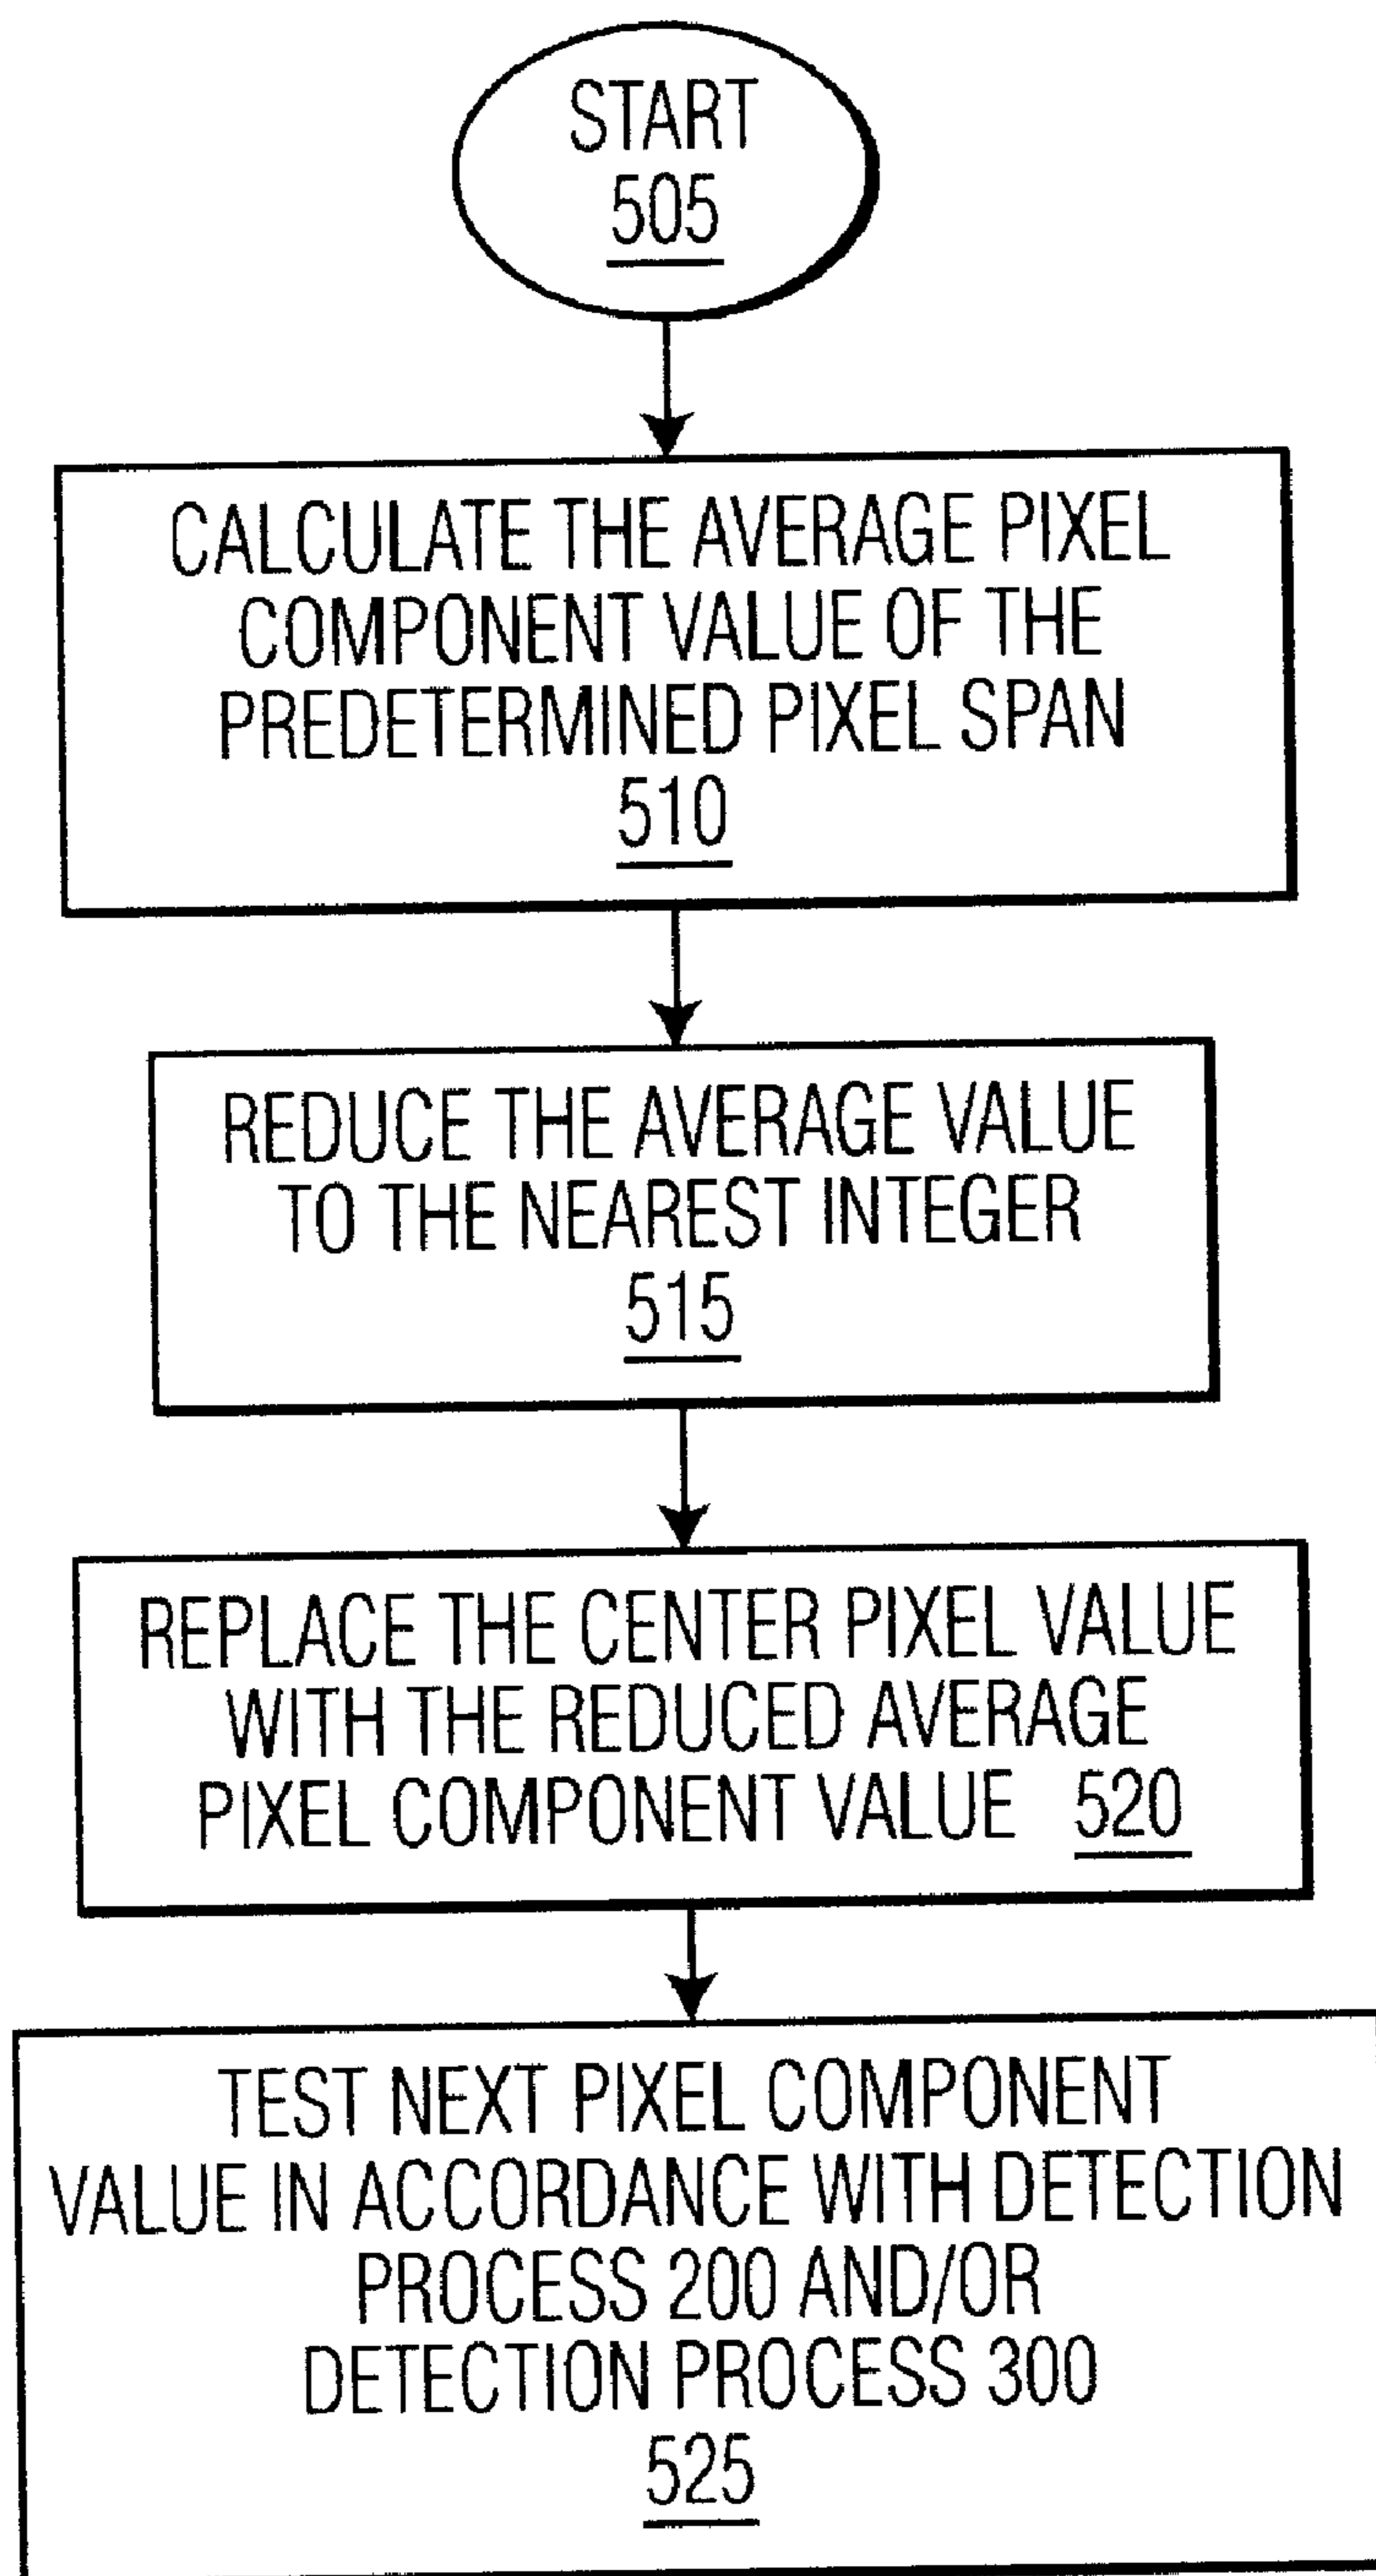 START
505
CALCULATE THE AVERAGE PIXEL
COMPONENT VALUE OF THE
PREDETERMINED PIXEL SPAN
510
REDUCE THE AVERAGE VALUE
TO THE NEAREST INTEGER
515
REPLACE THE CENTER PIXEL VALUE
WITH THE REDUCED AVERAGE
PIXEL COMPONENT VALUE 520
TEST NEXT PIXEL COMPONENT
VALUE IN ACCORDANCE WITH DETECTION
PROCESS 200 AND/OR
DETECTION PROCESS 300
525